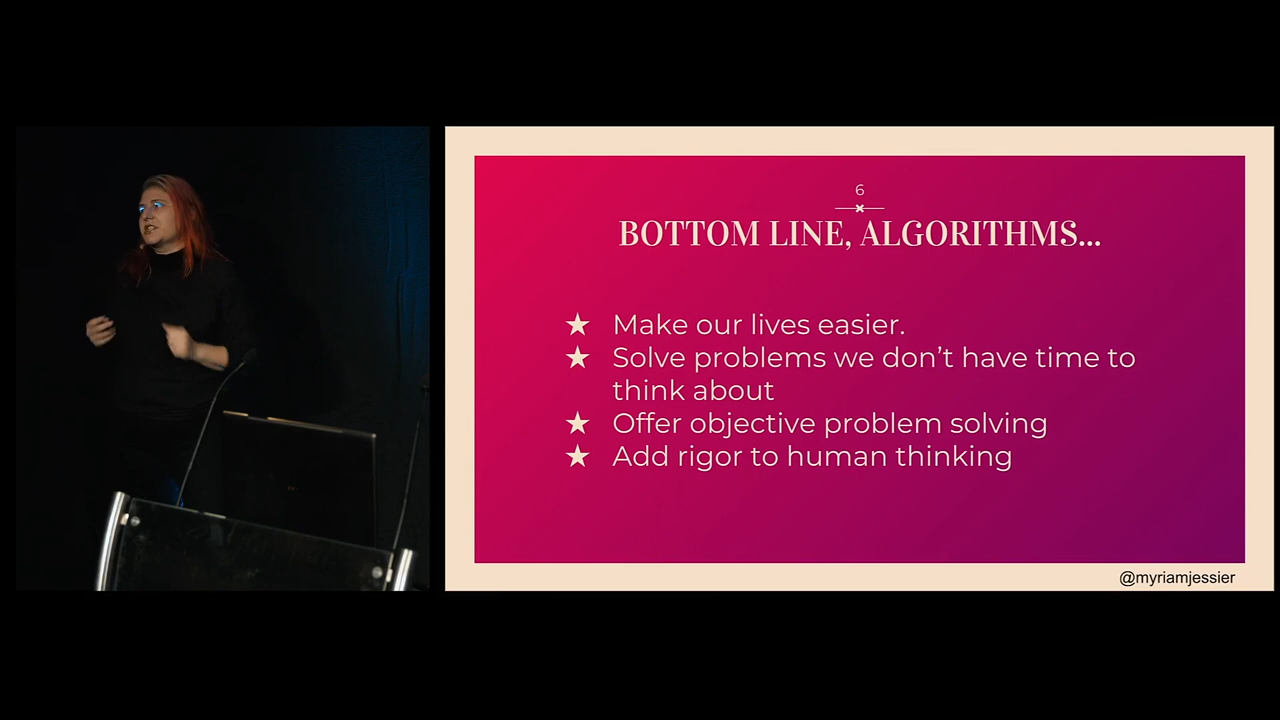 6
BOTTOM LINE, ALGORITHMS...
★ Make our lives easier.
★ Solve problems we don't have time to
think about
★ Offer objective problem solving
★ Add rigor to human thinking
@myriamjessier